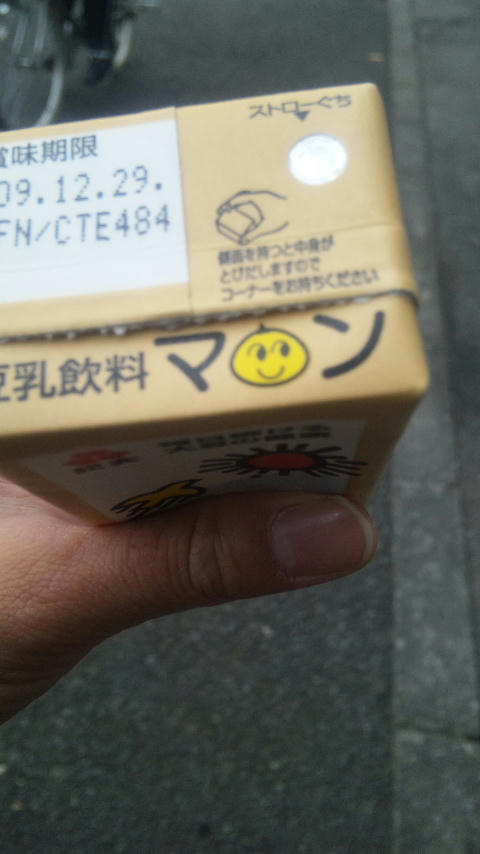 ストローぐち
賞味期限
09.12.29.
FN/CTE484
側面を持つと中身が
とびだしますので
コーナーをお持ちください
豆乳飲料 マロン